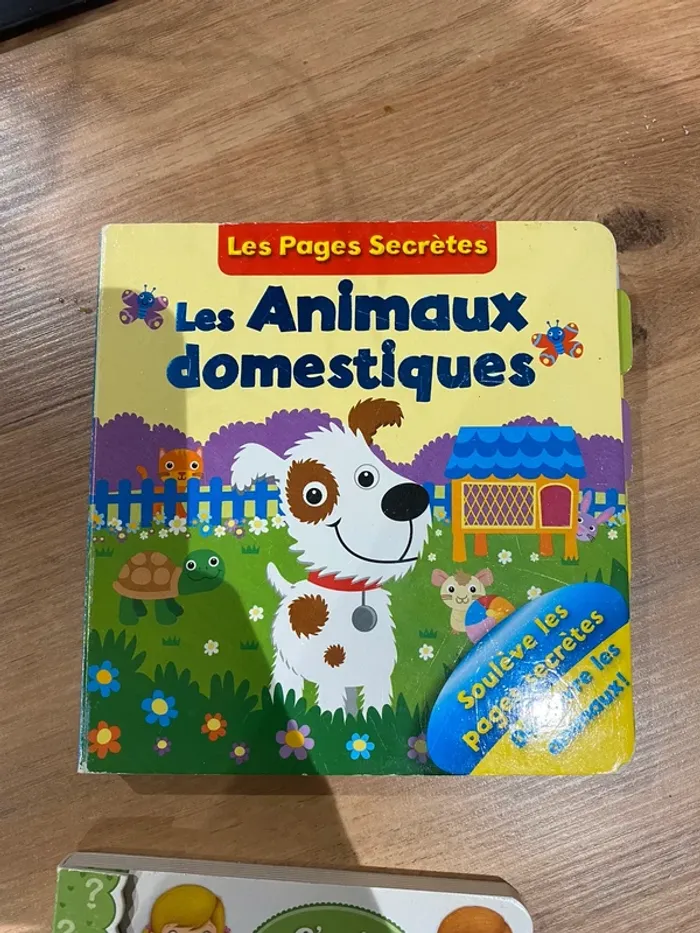 Les Pages Secrètes
Les Animaux
domestiques
Soulève les
pages secrètes
les
animaux!
?
?